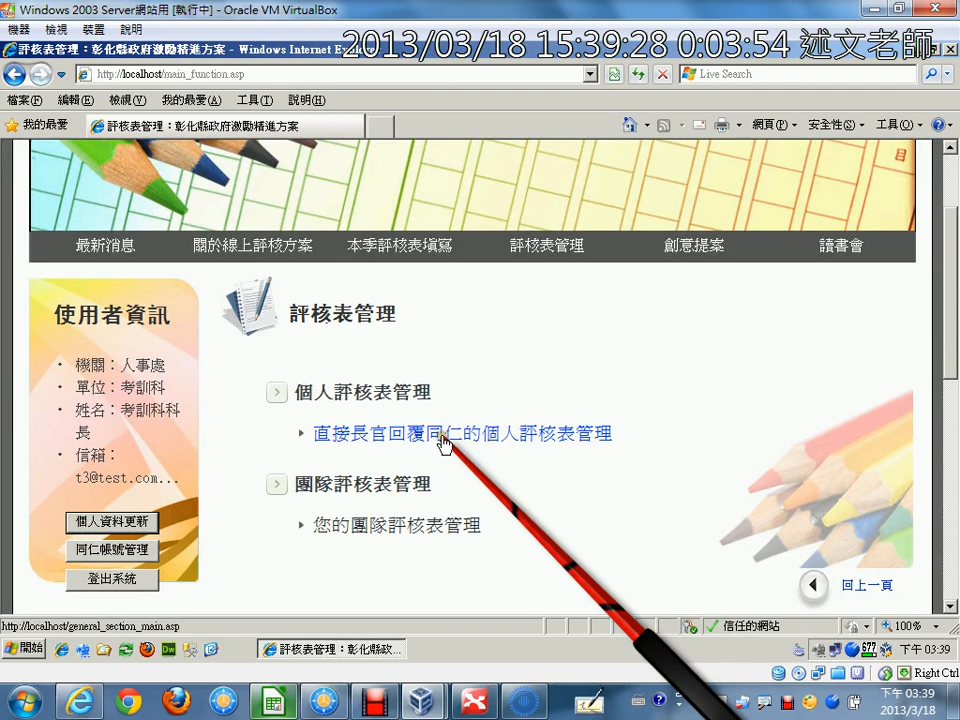 Windows 2003 Server網站用 [執行中] - Oracle VM VirtualBox
機器 檢視 裝置 說明
2013/03/18 15:39:28 0:03:54 述文老師
評核表管理：彰化縣政府激勵精進方案 - Windows Internet
http://localhost/main_function.asp
Live Search
檔案(F) 編輯(E) 檢視(V) 我的最愛(A) 工具(T) 說明(H)
我的最愛 評核表管理：彰化縣政府激勵精進方案 網頁(P) 安全性(S) 工具(O)
目
最新消息 關於線上評核方案 本季評核表填寫 評核表管理 創意提案 讀書會
使用者資訊
・ 機關：人事處
・ 單位：考訓科
・ 姓名：考訓科科
長
・ 信箱：
t3@test.com...
個人資料更新
同仁帳號管理
登出系統
評核表管理
個人評核表管理
直接長官回覆同仁的個人評核表管理
團隊評核表管理
您的團隊評核表管理
回上一頁
http://localhost/general_section_main.asp 信任的網站 100%
開始 評核表管理：彰化縣政... 下午 03:39
Right Ctrl
下午 03:39
2013/3/18